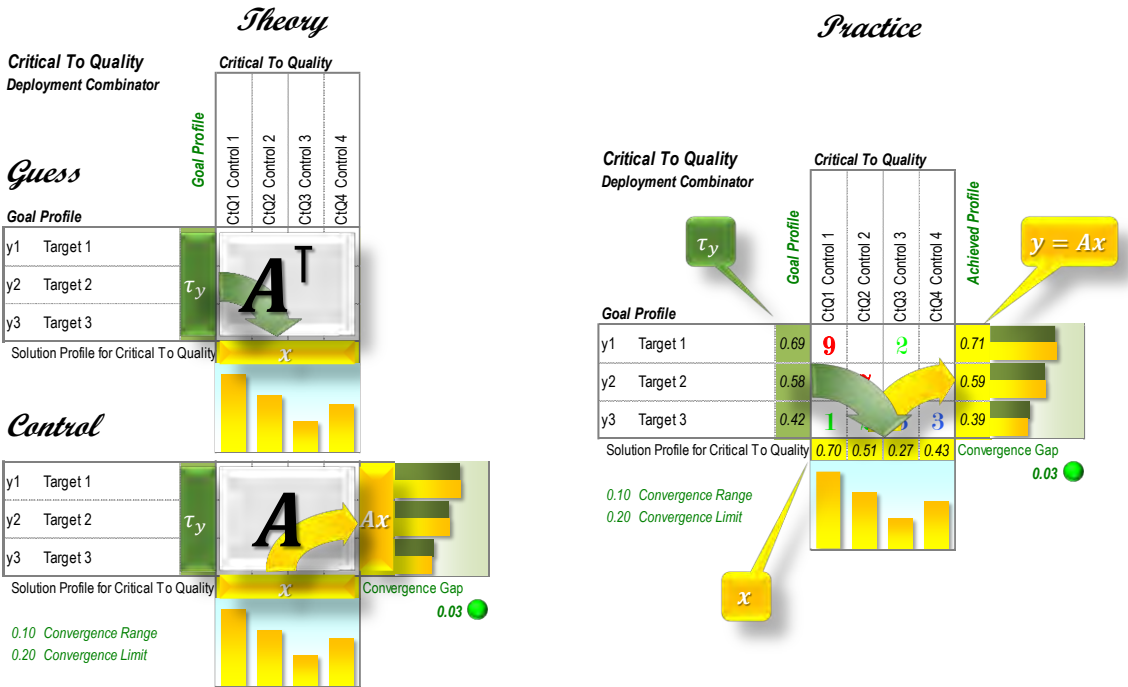 Theory
Critical To Quality
Deployment Combinator
Critical To Quality
Goal Profile
CtQ1 Control 1
CtQ2 Control 2
CtQ3 Control 3
CtQ4 Control 4
Guess
Goal Profile
y1 Target 1
y2 Target 2
y3 Target 3
τy
A⊤
Solution Profile for Critical To Quality
x
Control
y1 Target 1
y2 Target 2
y3 Target 3
τy
A
Ax
Solution Profile for Critical To Quality
x
Convergence Gap
0.03
0.10 Convergence Range
0.20 Convergence Limit
Practice
Critical To Quality
Deployment Combinator
Critical To Quality
τy
Goal Profile
CtQ1 Control 1
CtQ2 Control 2
CtQ3 Control 3
CtQ4 Control 4
Achieved Profile
y = Ax
Goal Profile
y1 Target 1 0.69 9 2 0.71
y2 Target 2 0.58 0.59
y3 Target 3 0.42 1 3 0.39
Solution Profile for Critical To Quality 0.70 0.51 0.27 0.43 Convergence Gap
0.03
0.10 Convergence Range
0.20 Convergence Limit
x